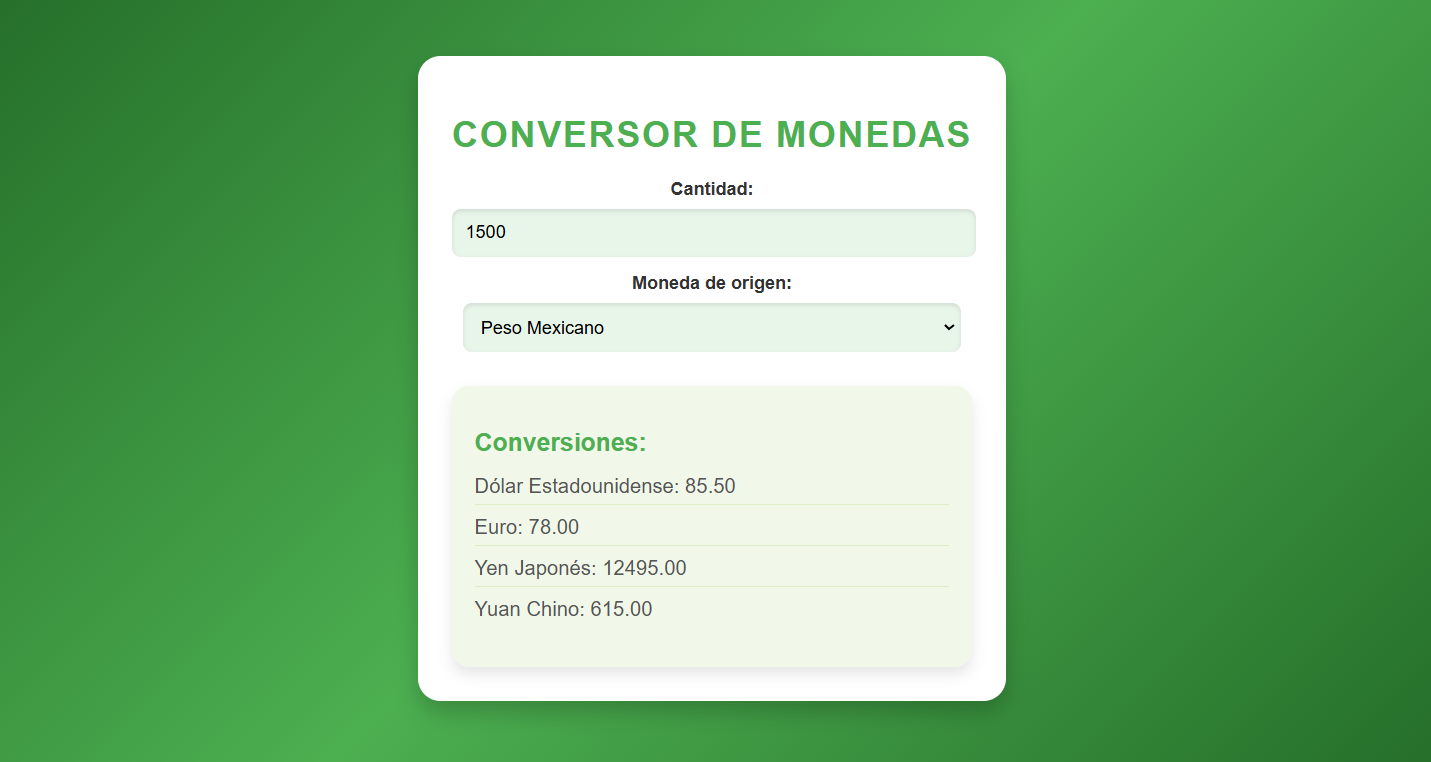 CONVERSOR DE MONEDAS
Cantidad:
1500
Moneda de origen:
Peso Mexicano
Conversiones:
Dólar Estadounidense: 85.50
Euro: 78.00
Yen Japonés: 12495.00
Yuan Chino: 615.00